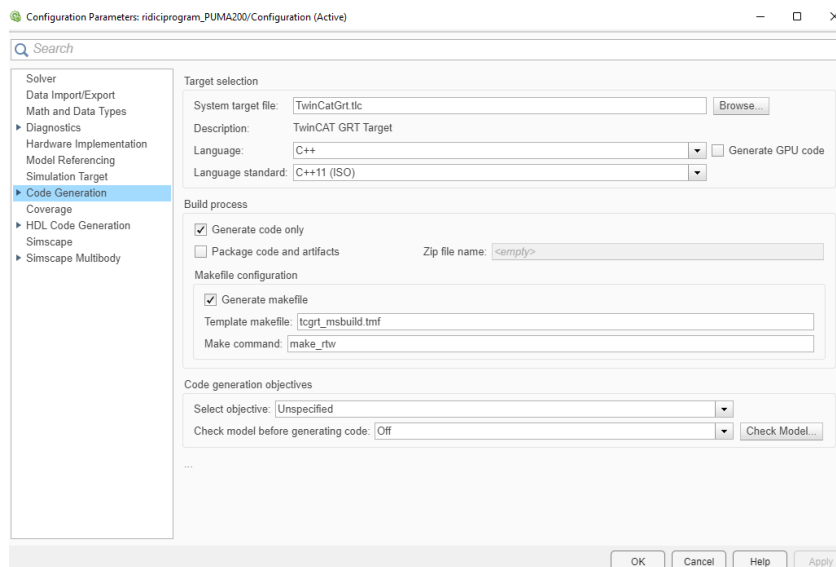 Configuration Parameters: ridiciprogram_PUMA200/Configuration (Active)
Search
Solver
Data Import/Export
Math and Data Types
Diagnostics
Hardware Implementation
Model Referencing
Simulation Target
Code Generation
Coverage
HDL Code Generation
Simscape
Simscape Multibody
Target selection
System target file: TwinCatGrt.tlc Browse...
Description: TwinCAT GRT Target
Language: C++ Generate GPU code
Language standard: C++11 (ISO)
Build process
Generate code only
Package code and artifacts Zip file name: <empty>
Makefile configuration
Generate makefile
Template makefile: tcgrt_msbuild.tmf
Make command: make_rtw
Code generation objectives
Select objective: Unspecified
Check model before generating code: Off Check Model...
...
OK Cancel Help Apply